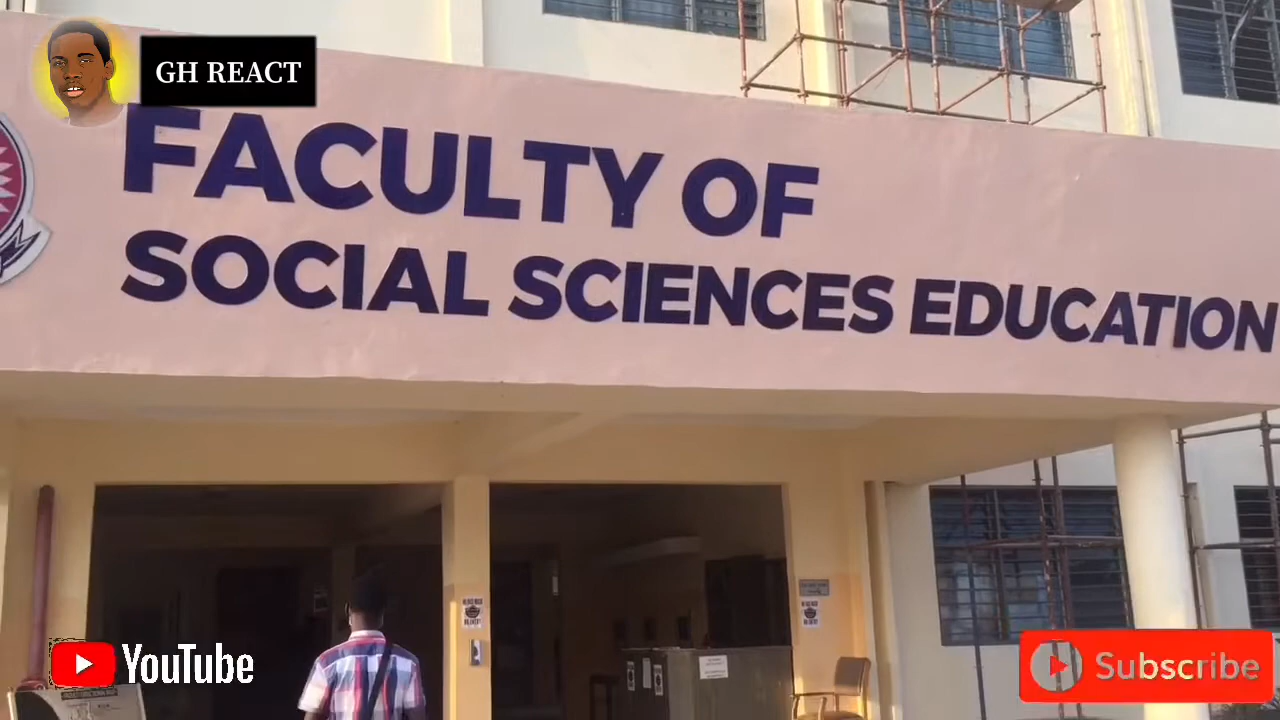 GH REACT
FACULTY OF
SOCIAL SCIENCES EDUCATION
YouTube
Subscribe